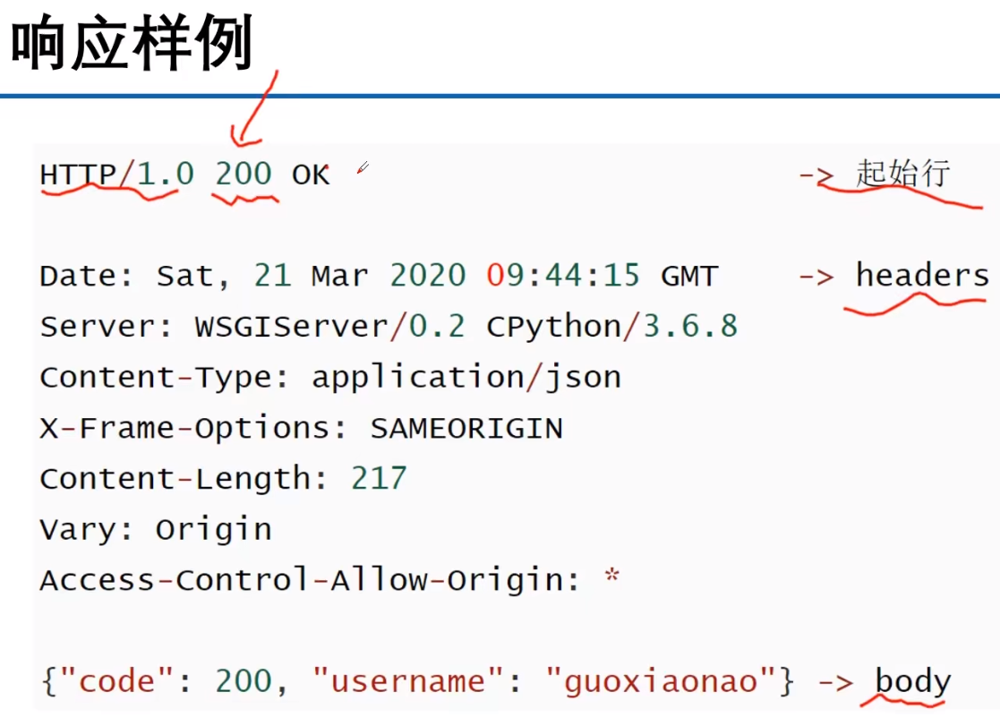 响应样例
HTTP/1.0 200 OK -> 起始行
Date: Sat, 21 Mar 2020 09:44:15 GMT -> headers
Server: WSGIServer/0.2 CPython/3.6.8
Content-Type: application/json
X-Frame-Options: SAMEORIGIN
Content-Length: 217
Vary: Origin
Access-Control-Allow-Origin: *
{"code": 200, "username": "guoxiaonao"} -> body